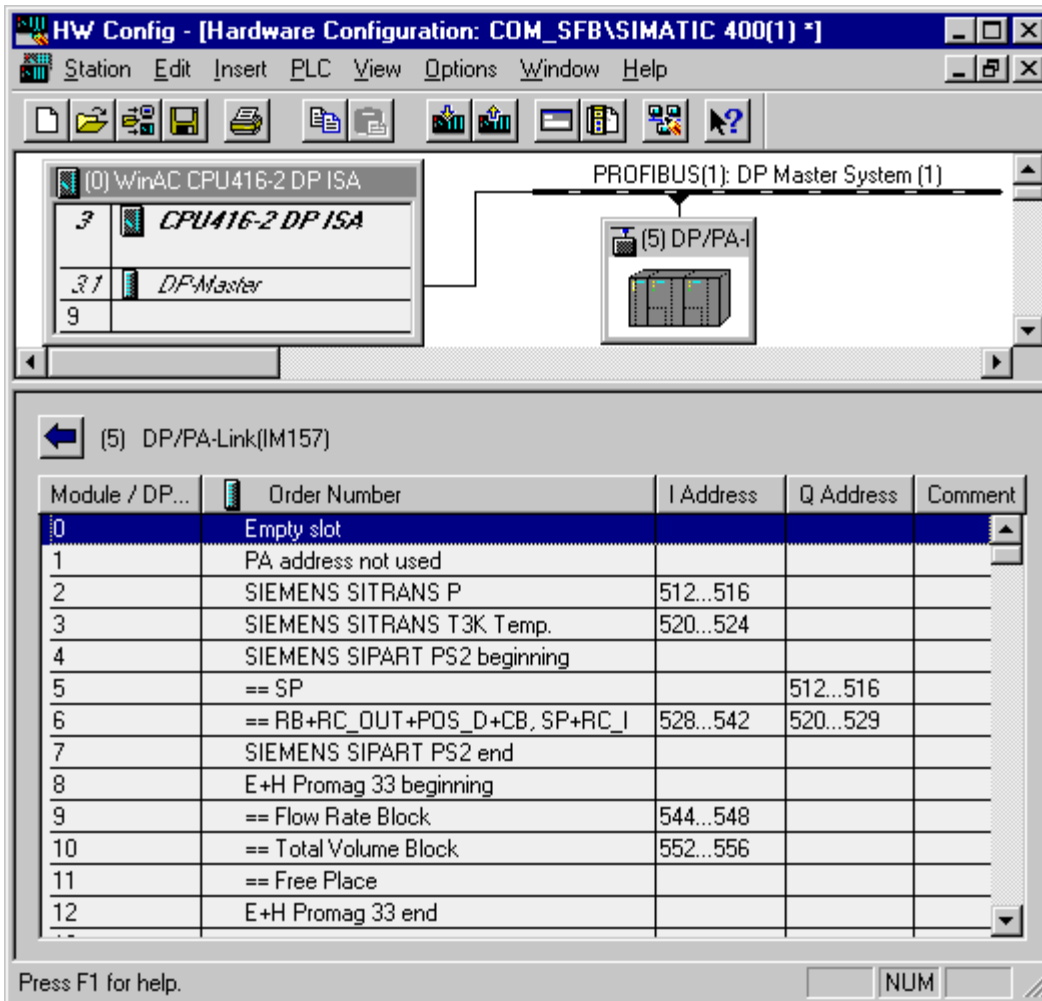 HW Config - [Hardware Configuration: COM_SFB\SIMATIC 400(1) *]
Station Edit Insert PLC View Options Window Help
(0) WinAC CPU416-2 DP ISA
3 CPU416-2 DP ISA
3.1 DP-Master
9
PROFIBUS(1): DP Master System (1)
(5) DP/PA-
(5) DP/PA-Link(IM157)
Module / DP... Order Number I Address Q Address Comment
0 Empty slot
1 PA address not used
2 SIEMENS SITRANS P 512...516
3 SIEMENS SITRANS T3K Temp. 520...524
4 SIEMENS SIPART PS2 beginning
5 == SP 512...516
6 == RB+RC_OUT+POS_D+CB, SP+RC_I 528...542 520...529
7 SIEMENS SIPART PS2 end
8 E+H Promag 33 beginning
9 == Flow Rate Block 544...548
10 == Total Volume Block 552...556
11 == Free Place
12 E+H Promag 33 end
Press F1 for help. NUM